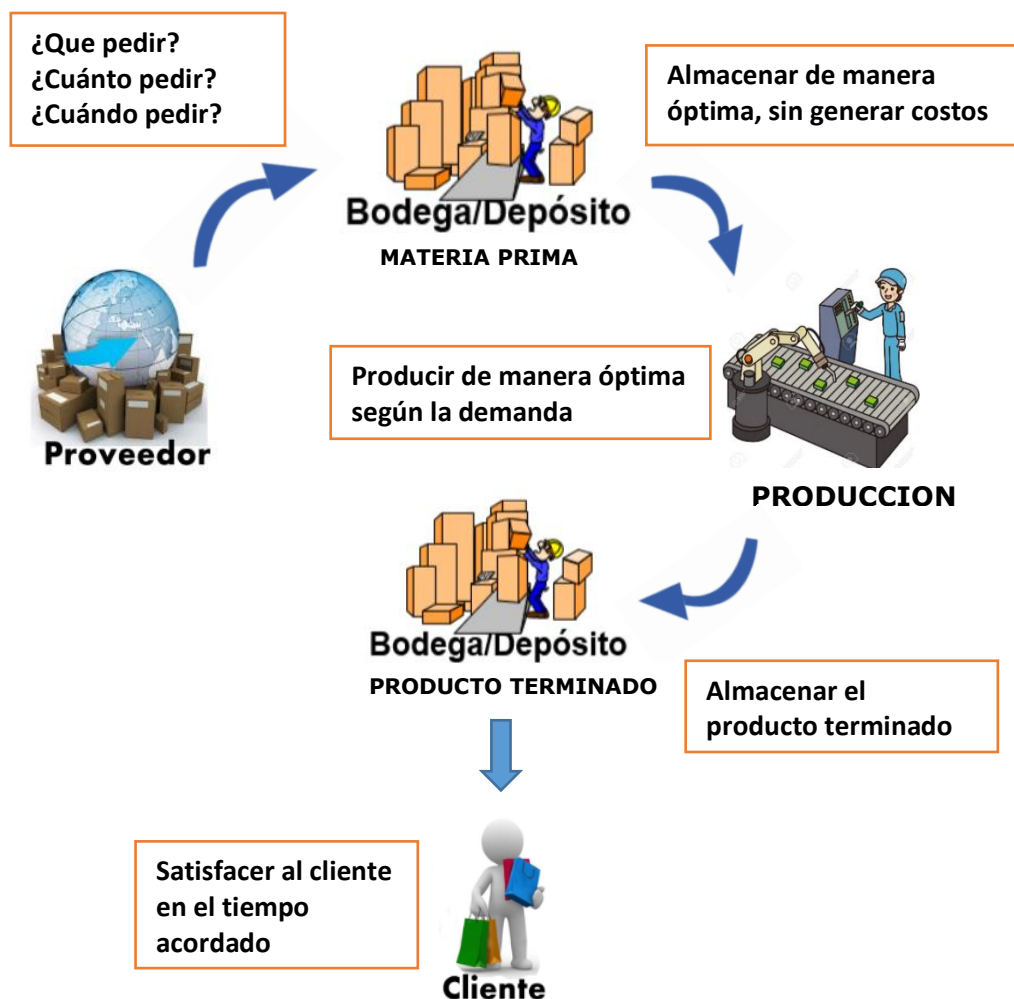 ¿Que pedir?
¿Cuánto pedir?
¿Cuándo pedir?
Almacenar de manera
óptima, sin generar costos
Bodega/Depósito
MATERIA PRIMA
Proveedor
Producir de manera óptima
según la demanda
PRODUCCION
Bodega/Depósito
PRODUCTO TERMINADO
Almacenar el
producto terminado
Satisfacer al cliente
en el tiempo
acordado
Cliente